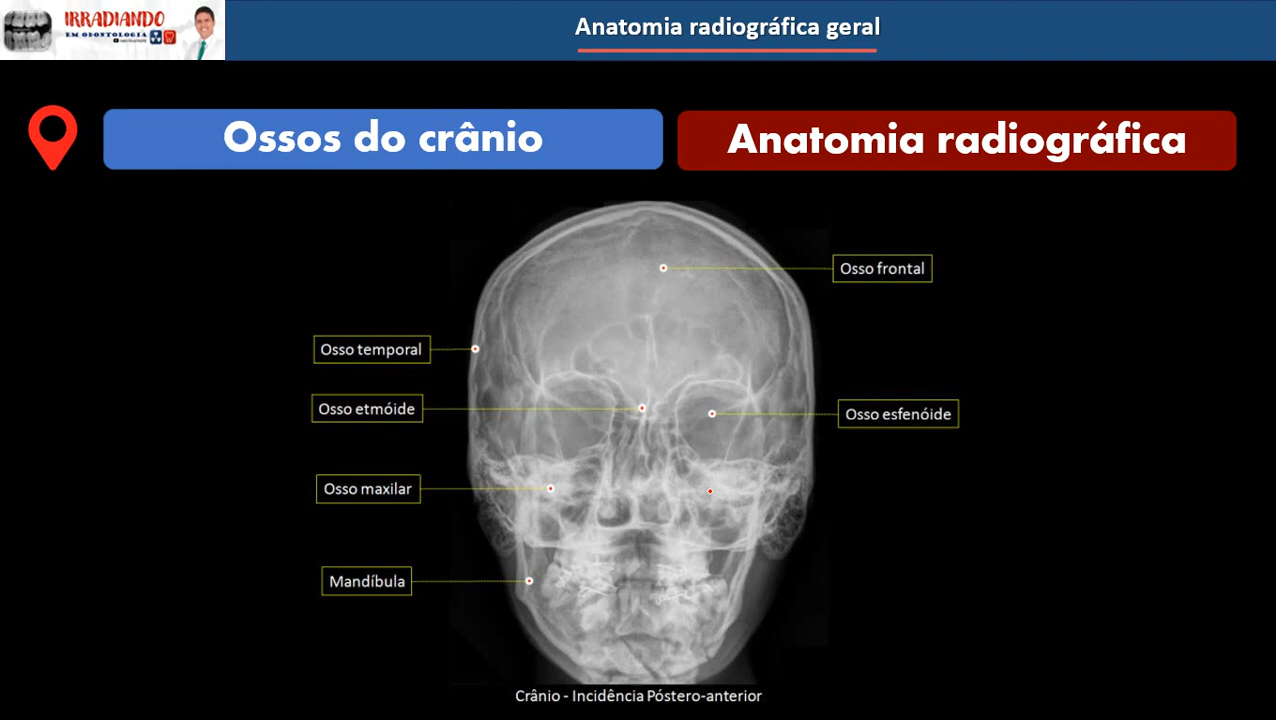 IRRADIANDO
EM ODONTOLOGIA
Anatomia radiográfica geral
Ossos do crânio
Anatomia radiográfica
Osso frontal
Osso temporal
Osso etmóide
Osso esfenóide
Osso maxilar
Mandíbula
Crânio - Incidência Póstero-anterior